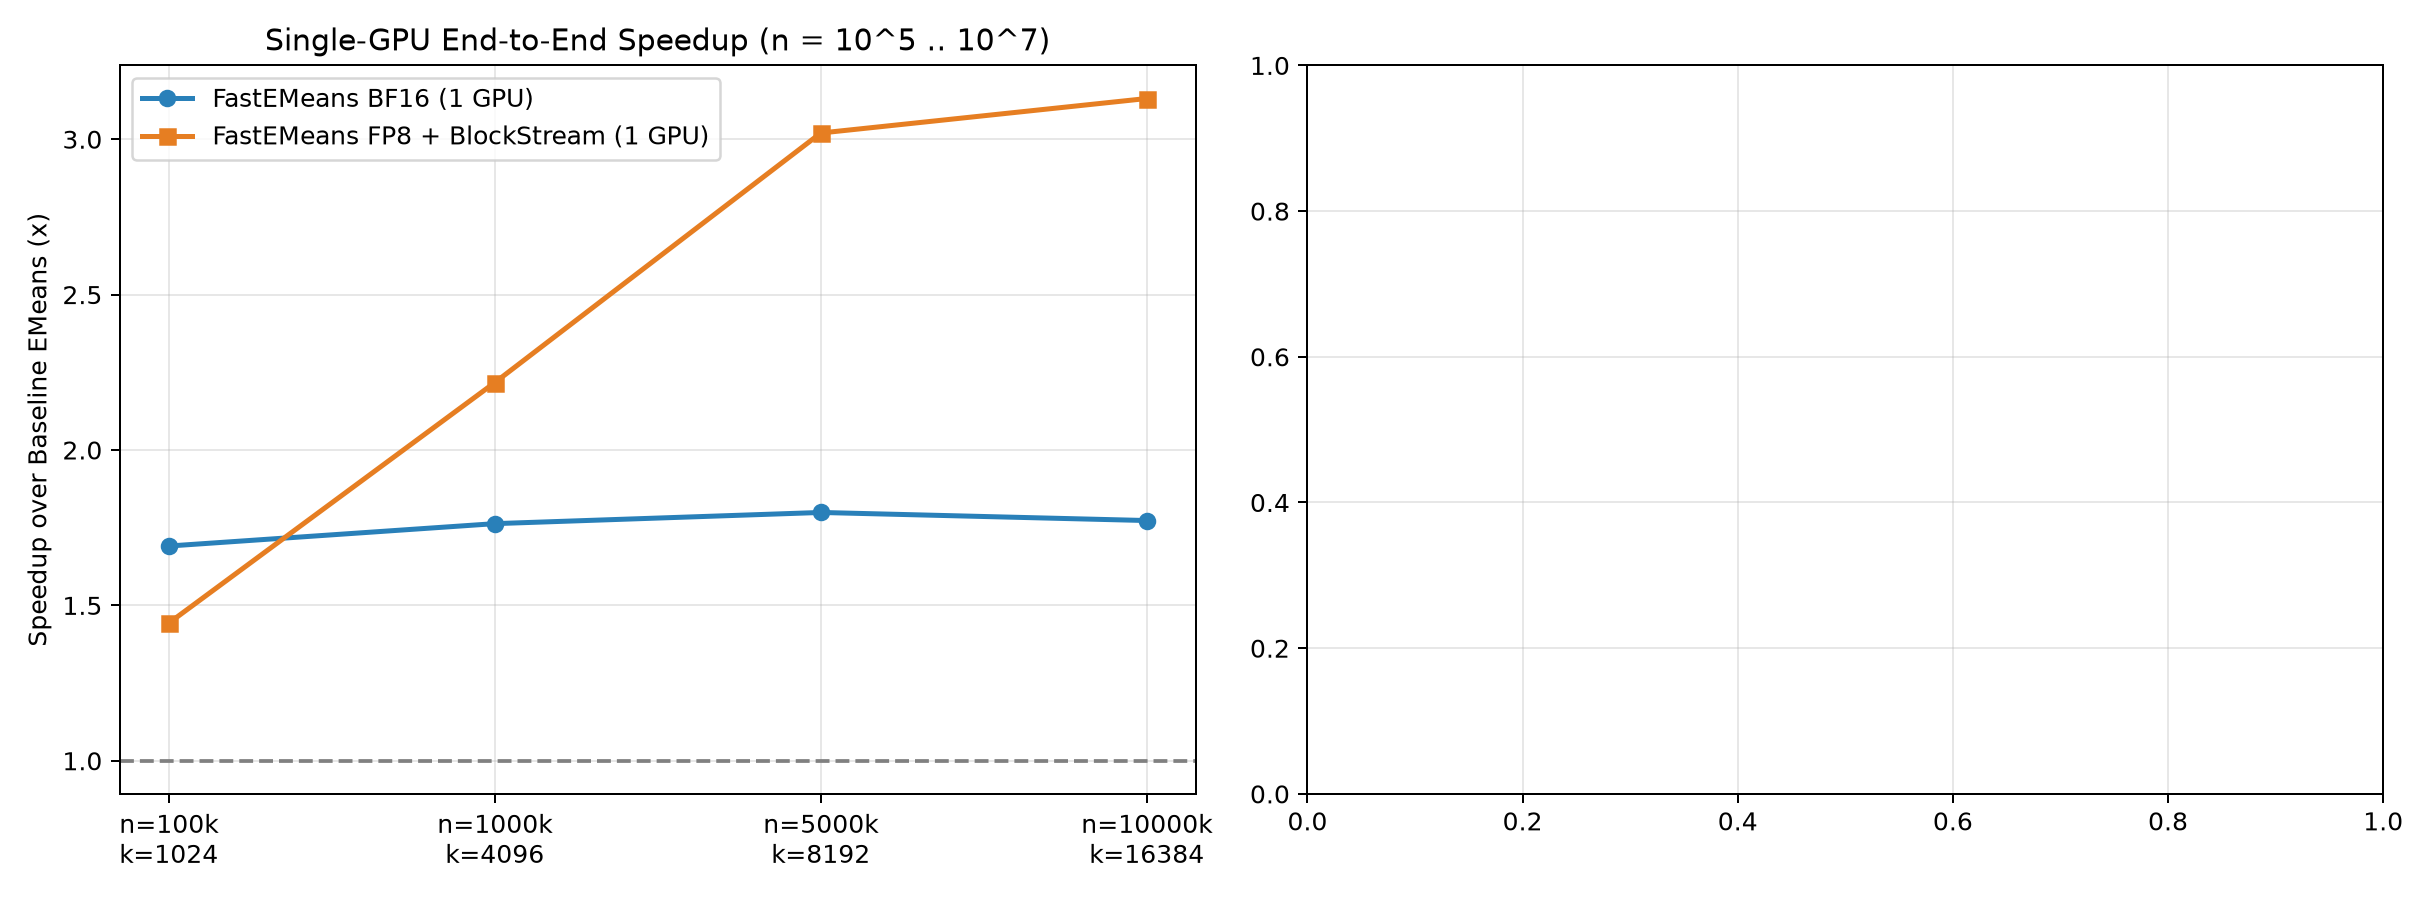 Single-GPU End-to-End Speedup (n = 10^5 .. 10^7)
FastEMeans BF16 (1 GPU)
FastEMeans FP8 + BlockStream (1 GPU)
Speedup over Baseline EMeans (x)
3.0
2.5
2.0
1.5
1.0
n=100k
k=1024
n=1000k
k=4096
n=5000k
k=8192
n=10000k
k=16384
1.0
0.8
0.6
0.4
0.2
0.0
0.0
0.2
0.4
0.6
0.8
1.0